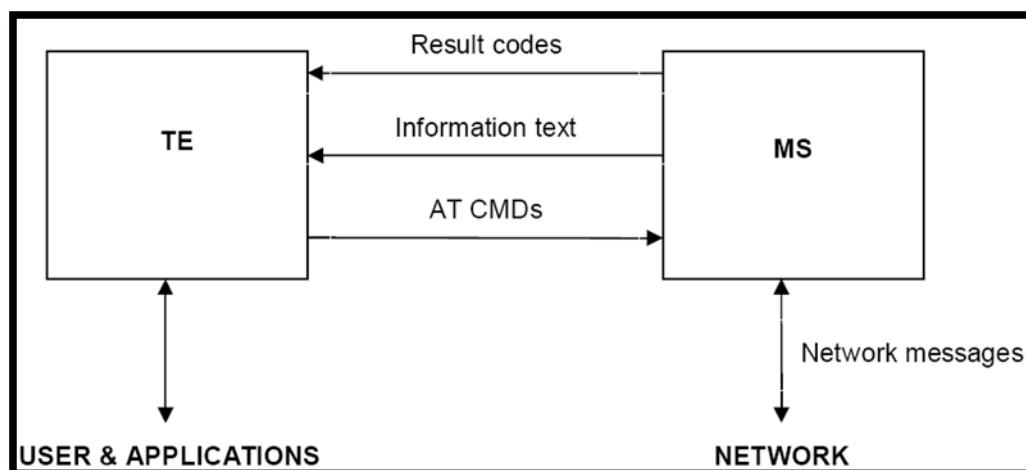 Result codes
TE
Information text
MS
AT CMDs
Network messages
USER & APPLICATIONS
NETWORK